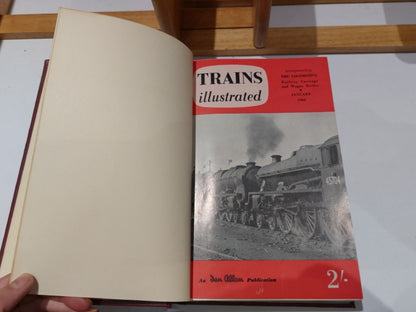 TRAINS
illustrated
incorporating
THE LOCOMOTIVE
Railway Carriage
and Wagon Review
JANUARY
An Ian Allan Publication
2/-